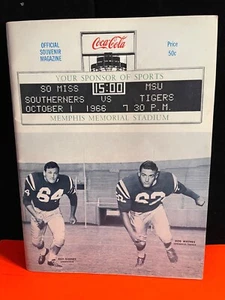 OFFICIAL
SOUVENIR
MAGAZINE
Coca-Cola
Price
50c
YOUR SPONSOR OF SPORTS
SO MISS 15:00 MSU
SOUTHERNERS VS TIGERS
OCTOBER 1 1966 7 30 P.M.
MEMPHIS MEMORIAL STADIUM
64
62